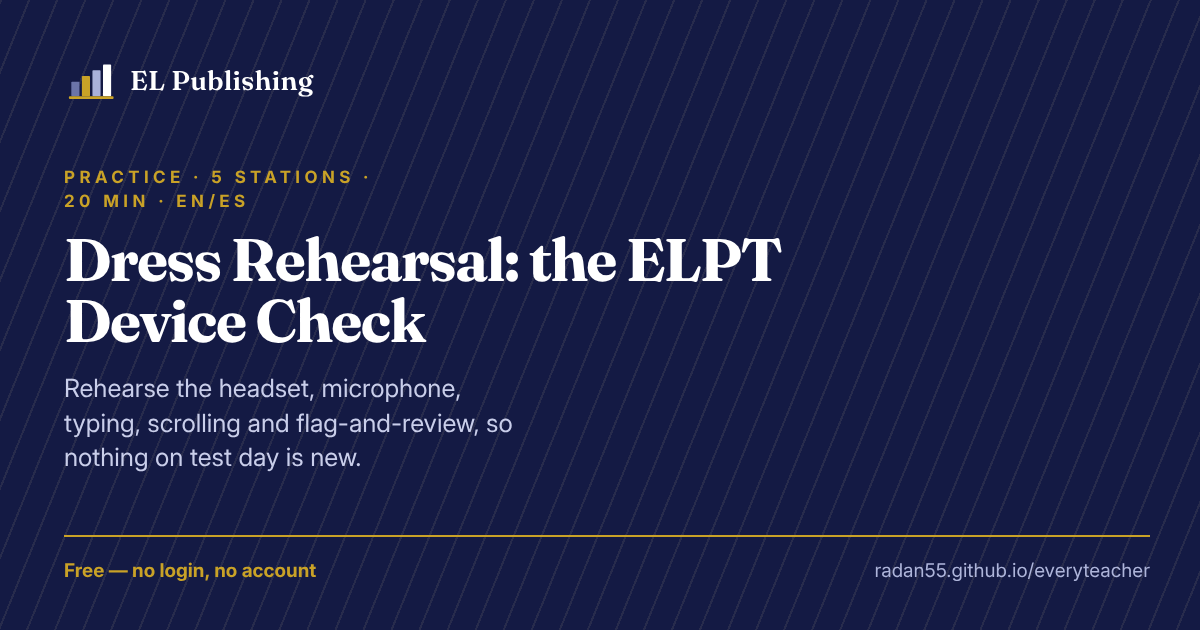 EL Publishing
PRACTICE · 5 STATIONS ·
20 MIN · EN/ES
Dress Rehearsal: the ELPT
Device Check
Rehearse the headset, microphone,
typing, scrolling and flag-and-review, so
nothing on test day is new.
Free — no login, no account
radan55.github.io/everyteacher